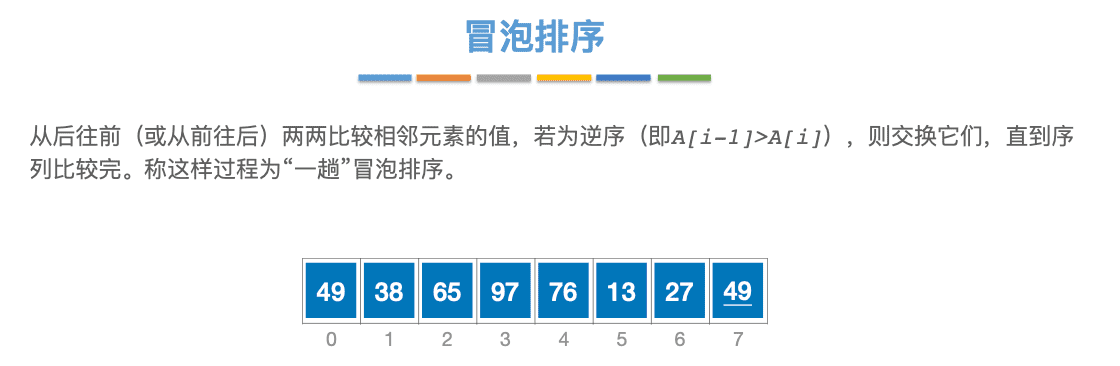 冒泡排序
从后往前（或从前往后）两两比较相邻元素的值，若为逆序（即A[i-1]>A[i]），则交换它们，直到序
列比较完。称这样过程为“一趟”冒泡排序。
49 38 65 97 76 13 27 49
0 1 2 3 4 5 6 7